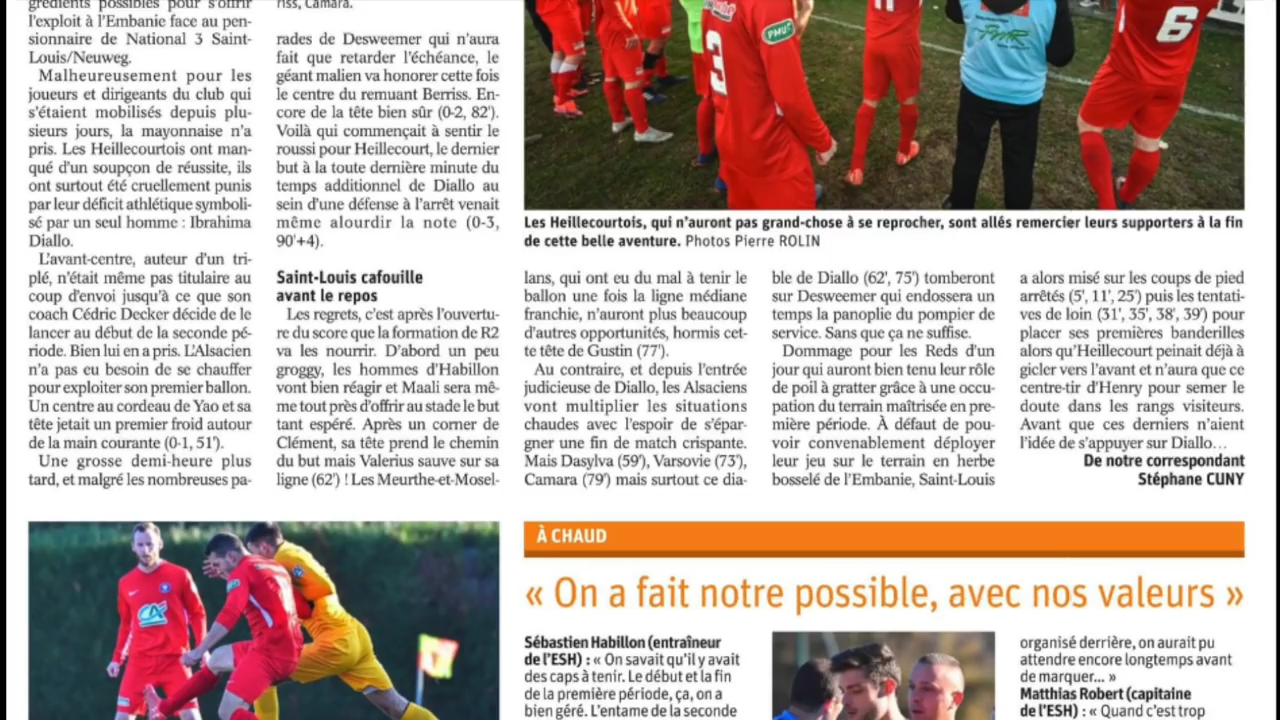 grédients possibles pour s'offrir
l'exploit à l'Embanie face au pen-
sionnaire de National 3 Saint-
Louis/Neuweg.
Malheureusement pour les
joueurs et dirigeants du club qui
s'étaient mobilisés depuis plu-
sieurs jours, la mayonnaise n'a
pris. Les Heillecourtois ont man-
qué d'un soupçon de réussite, ils
ont surtout été cruellement punis
par leur déficit athlétique symboli-
sé par un seul homme : Ibrahima
Diallo.
L'avant-centre, auteur d'un tri-
plé, n'était même pas titulaire au
coup d'envoi jusqu'à ce que son
coach Cédric Decker décide de le
lancer au début de la seconde pé-
riode. Bien lui en a pris. L'Alsacien
n'a pas eu besoin de se chauffer
pour exploiter son premier ballon.
Un centre au cordeau de Yao et sa
tête jetait un premier froid autour
de la main courante (0-1, 51').
Une grosse demi-heure plus
tard, et malgré les nombreuses pa-
riss, Camara.
rades de Desweemer qui n'aura
fait que retarder l'échéance, le
géant malien va honorer cette fois
le centre du remuant Berriss. En-
core de la tête bien sûr (0-2, 82').
Voilà qui commençait à sentir le
roussi pour Heillecourt, le dernier
but à la toute dernière minute du
temps additionnel de Diallo au
sein d'une défense à l'arrêt venait
même alourdir la note (0-3,
90'+4).
Saint-Louis cafouille
avant le repos
Les regrets, c'est après l'ouvertu-
re du score que la formation de R2
va les nourrir. D'abord un peu
groggy, les hommes d'Habillon
vont bien réagir et Maali sera mê-
me tout près d'offrir au stade le but
tant espéré. Après un corner de
Clément, sa tête prend le chemin
du but mais Valerius sauve sur sa
ligne (62') ! Les Meurthe-et-Mosel-
3
PMU
11
6
Les Heillecourtois, qui n'auront pas grand-chose à se reprocher, sont allés remercier leurs supporters à la fin
de cette belle aventure. Photos Pierre ROLIN
lans, qui ont eu du mal à tenir le
ballon une fois la ligne médiane
franchie, n'auront plus beaucoup
d'autres opportunités, hormis cet-
te tête de Gustin (77').
Au contraire, et depuis l'entrée
judicieuse de Diallo, les Alsaciens
vont multiplier les situations
chaudes avec l'espoir de s'épar-
gner une fin de match crispante.
Mais Dasylva (59'), Varsovie (73'),
Camara (79') mais surtout ce dia-
ble de Diallo (62', 75') tomberont
sur Desweemer qui endossera un
temps la panoplie du pompier de
service. Sans que ça ne suffise.
Dommage pour les Reds d'un
jour qui auront bien tenu leur rôle
de poil à gratter grâce à une occu-
pation du terrain maîtrisée en pre-
mière période. À défaut de pou-
voir convenablement déployer
leur jeu sur le terrain en herbe
bosselé de l'Embanie, Saint-Louis
a alors misé sur les coups de pied
arrêtés (5', 11', 25') puis les tentati-
ves de loin (31', 35', 38', 39') pour
placer ses premières banderilles
alors qu'Heillecourt peinait déjà à
gicler vers l'avant et n'aura que ce
centre-tir d'Henry pour semer le
doute dans les rangs visiteurs.
Avant que ces derniers n'aient
l'idée de s'appuyer sur Diallo...
De notre correspondant
Stéphane CUNY
CA
À CHAUD
« On a fait notre possible, avec nos valeurs »
Sébastien Habillon (entraîneur
de l'ESH) : « On savait qu'il y avait
des caps à tenir. Le début et la fin
de la première période, ça, on a
bien géré. L'entame de la seconde
organisé derrière, on aurait pu
attendre encore longtemps avant
de marquer... »
Matthias Robert (capitaine
de l'ESH) : « Quand c'est trop